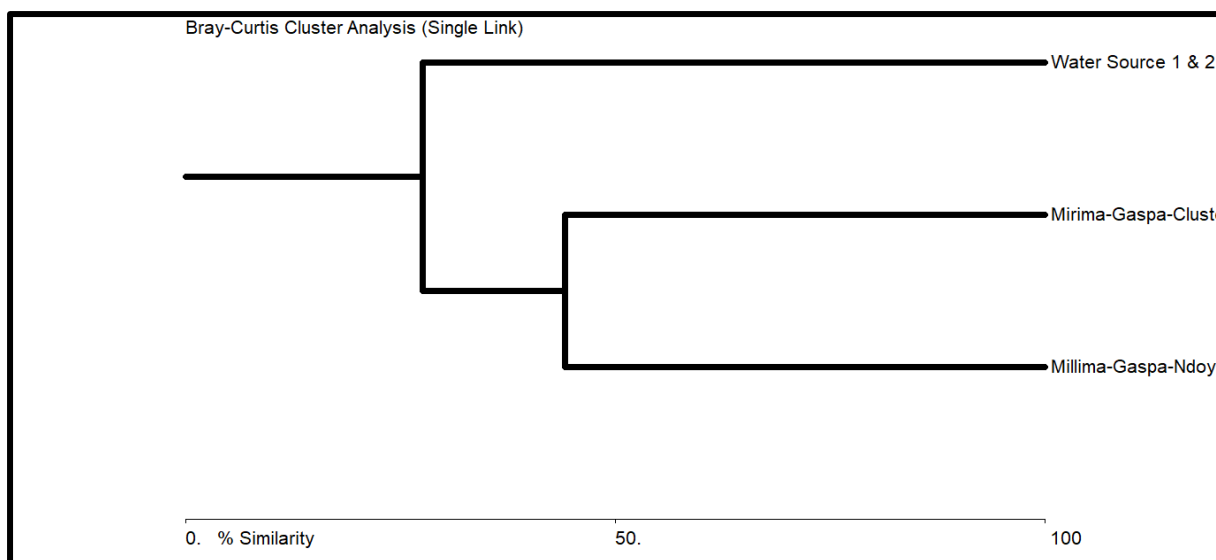 Bray-Curtis Cluster Analysis (Single Link)
Water Source 1 & 2
Mirima-Gaspa-Clust
Millima-Gaspa-Ndoy
0. % Similarity 50. 100